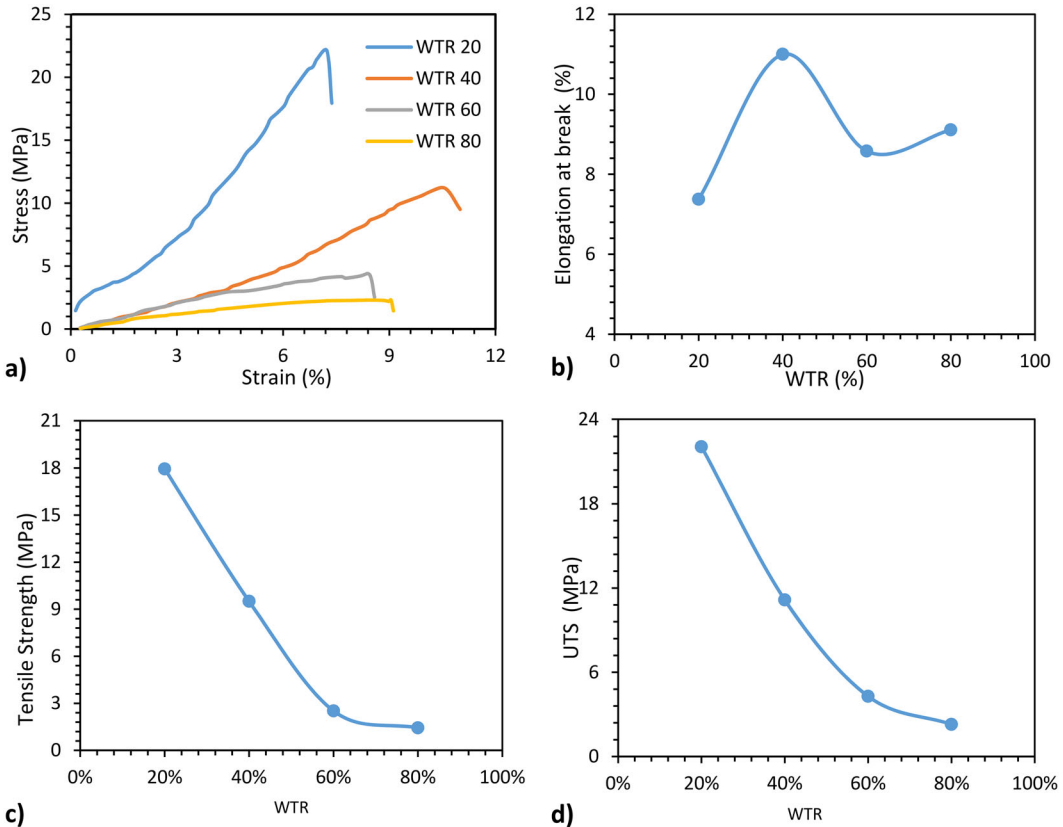 25
20
15
10
5
0
Stress (MPa)
WTR 20
WTR 40
WTR 60
WTR 80
0 3 6 9 12
Strain (%)
a)
12
10
8
6
4
Elongation at break (%)
0 20 40 60 80 100
WTR (%)
b)
21
18
15
12
9
6
3
0
Tensile Strength (MPa)
0% 20% 40% 60% 80% 100%
WTR
c)
24
18
12
6
0
UTS (MPa)
0% 20% 40% 60% 80% 100%
WTR
d)